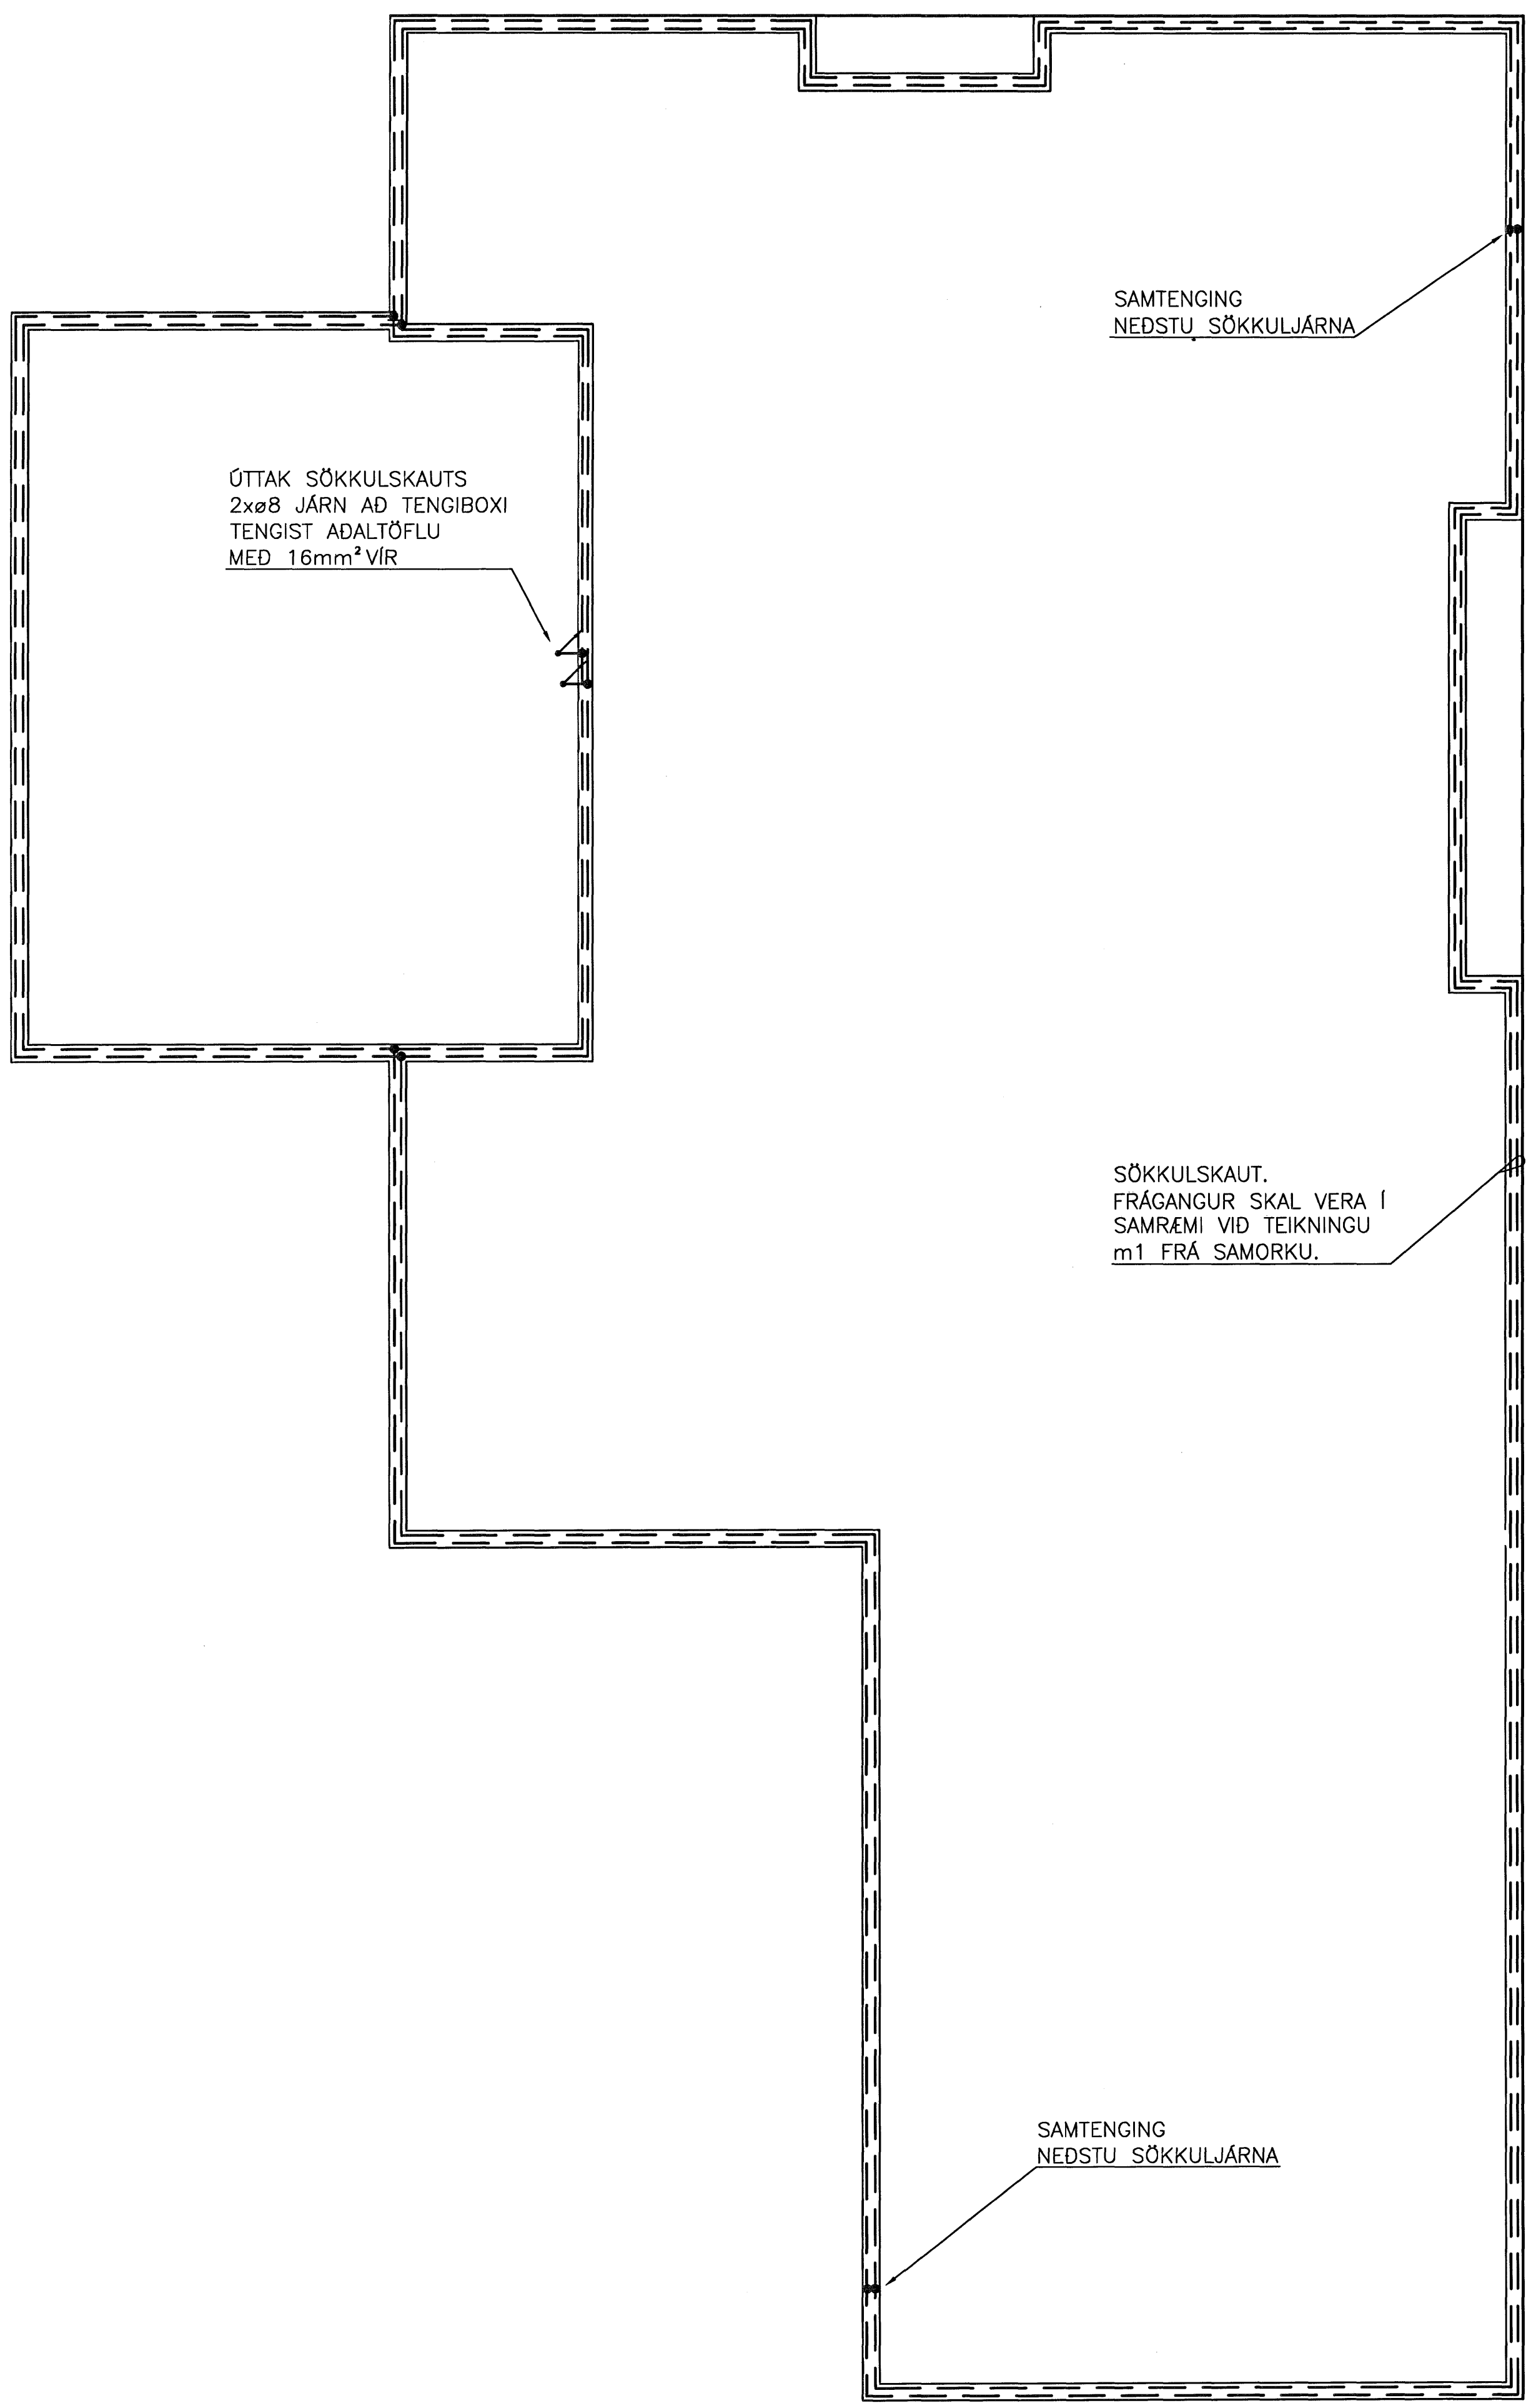 SAMTENGING
NEÐSTU SÖKKULJÁRNA
ÚTTAK SÖKKULSKAUTS
2xø8 JÁRN AÐ TENGIBOXI
TENGIST AÐALTÖFLU
MEÐ 16mm² VÍR
SÖKKULSKAUT.
FRÁGANGUR SKAL VERA Í
SAMRÆMI VIÐ TEIKNINGU
m1 FRÁ SAMORKU.
SAMTENGING
NEÐSTU SÖKKULJÁRNA